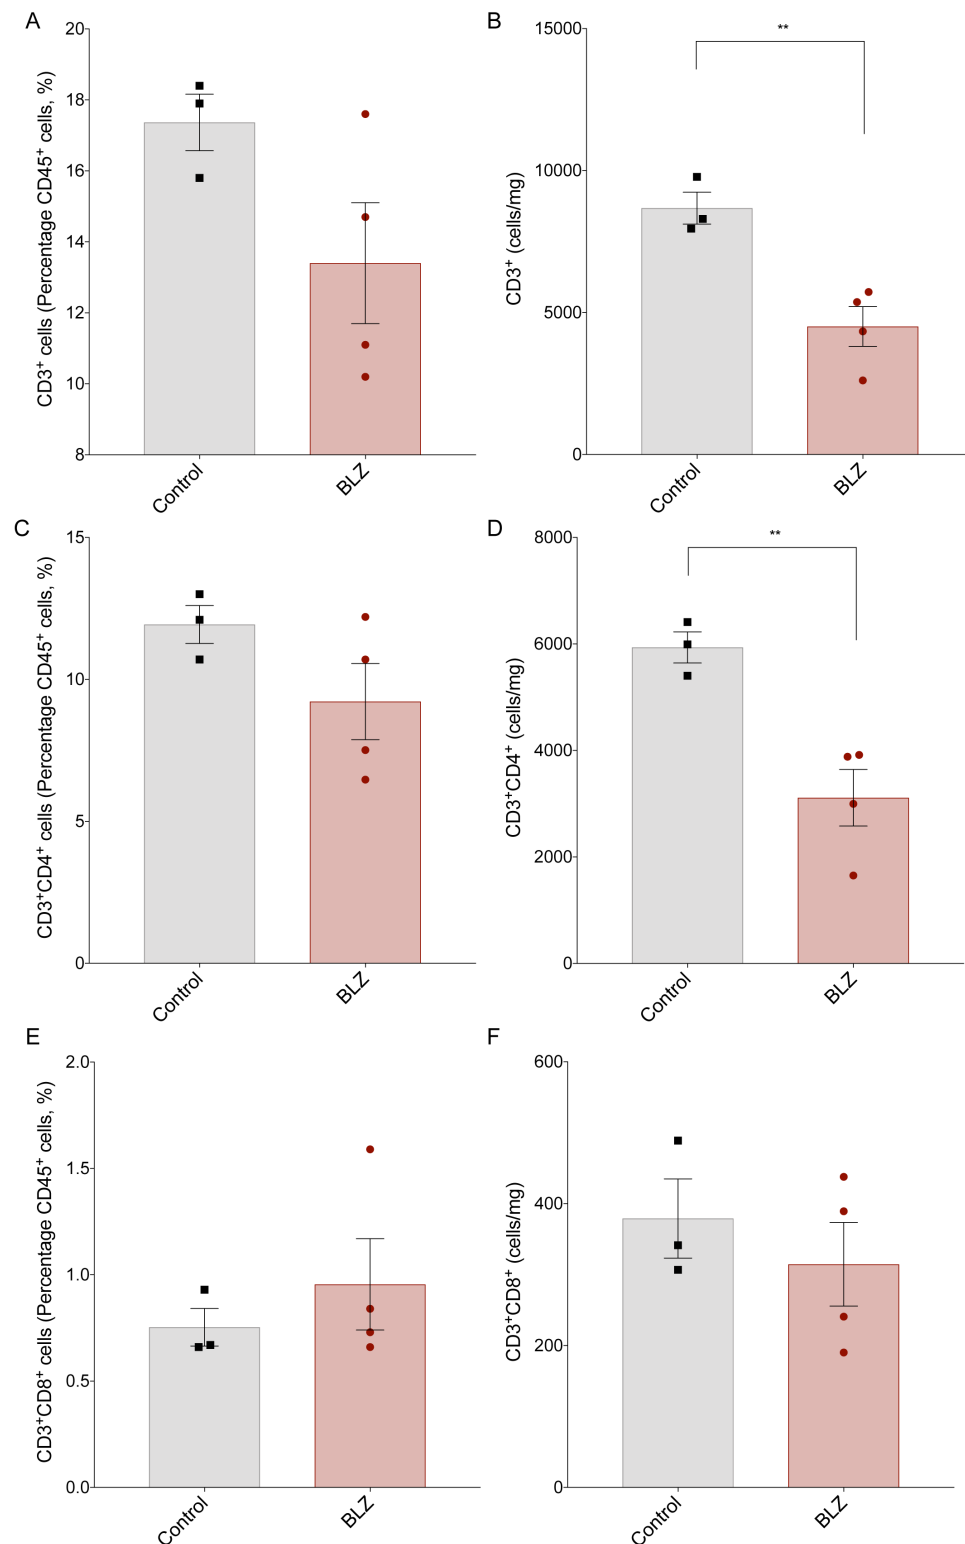 A
CD3⁺ cells (Percentage CD45⁺ cells, %)
20
18
16
14
12
10
8
Control
BLZ
B
CD3⁺ (cells/mg)
15000
10000
5000
0
**
Control
BLZ
C
CD3⁺CD4⁺ cells (Percentage CD45⁺ cells, %)
15
10
5
0
Control
BLZ
D
CD3⁺CD4⁺ (cells/mg)
8000
6000
4000
2000
0
**
Control
BLZ
E
CD3⁺CD8⁺ cells (Percentage CD45⁺ cells, %)
2.0
1.5
1.0
0.5
0.0
Control
BLZ
F
CD3⁺CD8⁺ (cells/mg)
600
400
200
0
Control
BLZ